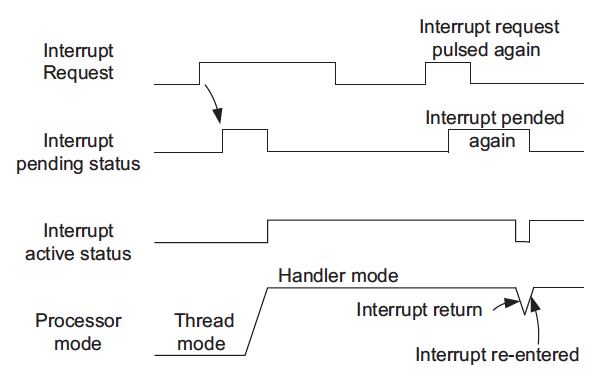 Interrupt
Request
Interrupt request
pulsed again
Interrupt
pending status
Interrupt pended
again
Interrupt
active status
Handler mode
Interrupt return
Processor
mode
Thread
mode
Interrupt re-entered